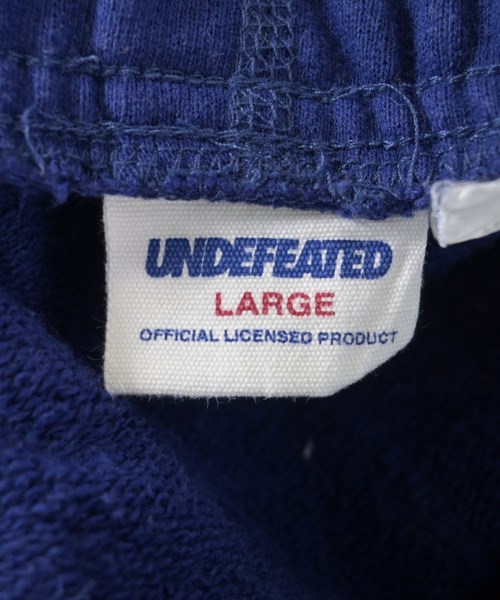 UNDEFEATED
LARGE
OFFICIAL LICENSED PRODUCT